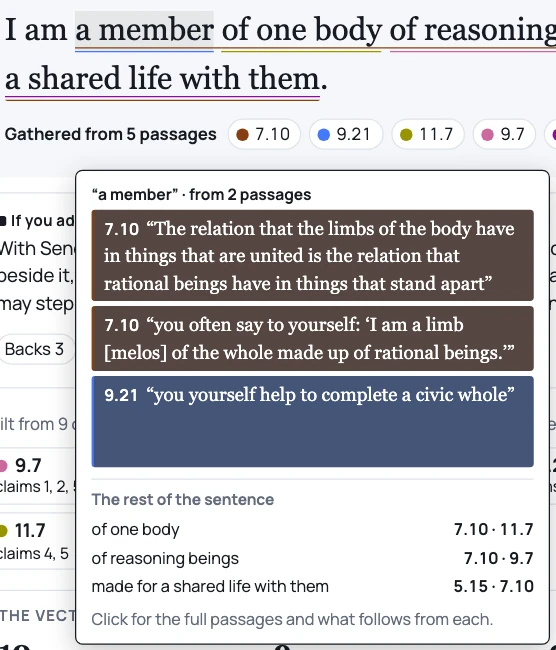 I am a member of one body of reasoning
a shared life with them.
Gathered from 5 passages 7.10 9.21 11.7 9.7
“a member” · from 2 passages
If you ad
7.10 “The relation that the limbs of the body have
With Sen
in things that are united is the relation that
beside it,
rational beings have in things that stand apart”
may step
7.10 “you often say to yourself: ‘I am a limb
Backs 3
[melos] of the whole made up of rational beings.’”
9.21 “you yourself help to complete a civic whole”
ilt from 9
9.7
claims 1, 2,
The rest of the sentence
of one body 7.10 · 11.7
11.7
claims 4, 5
of reasoning beings 7.10 · 9.7
made for a shared life with them 5.15 · 7.10
THE VECT
Click for the full passages and what follows from each.